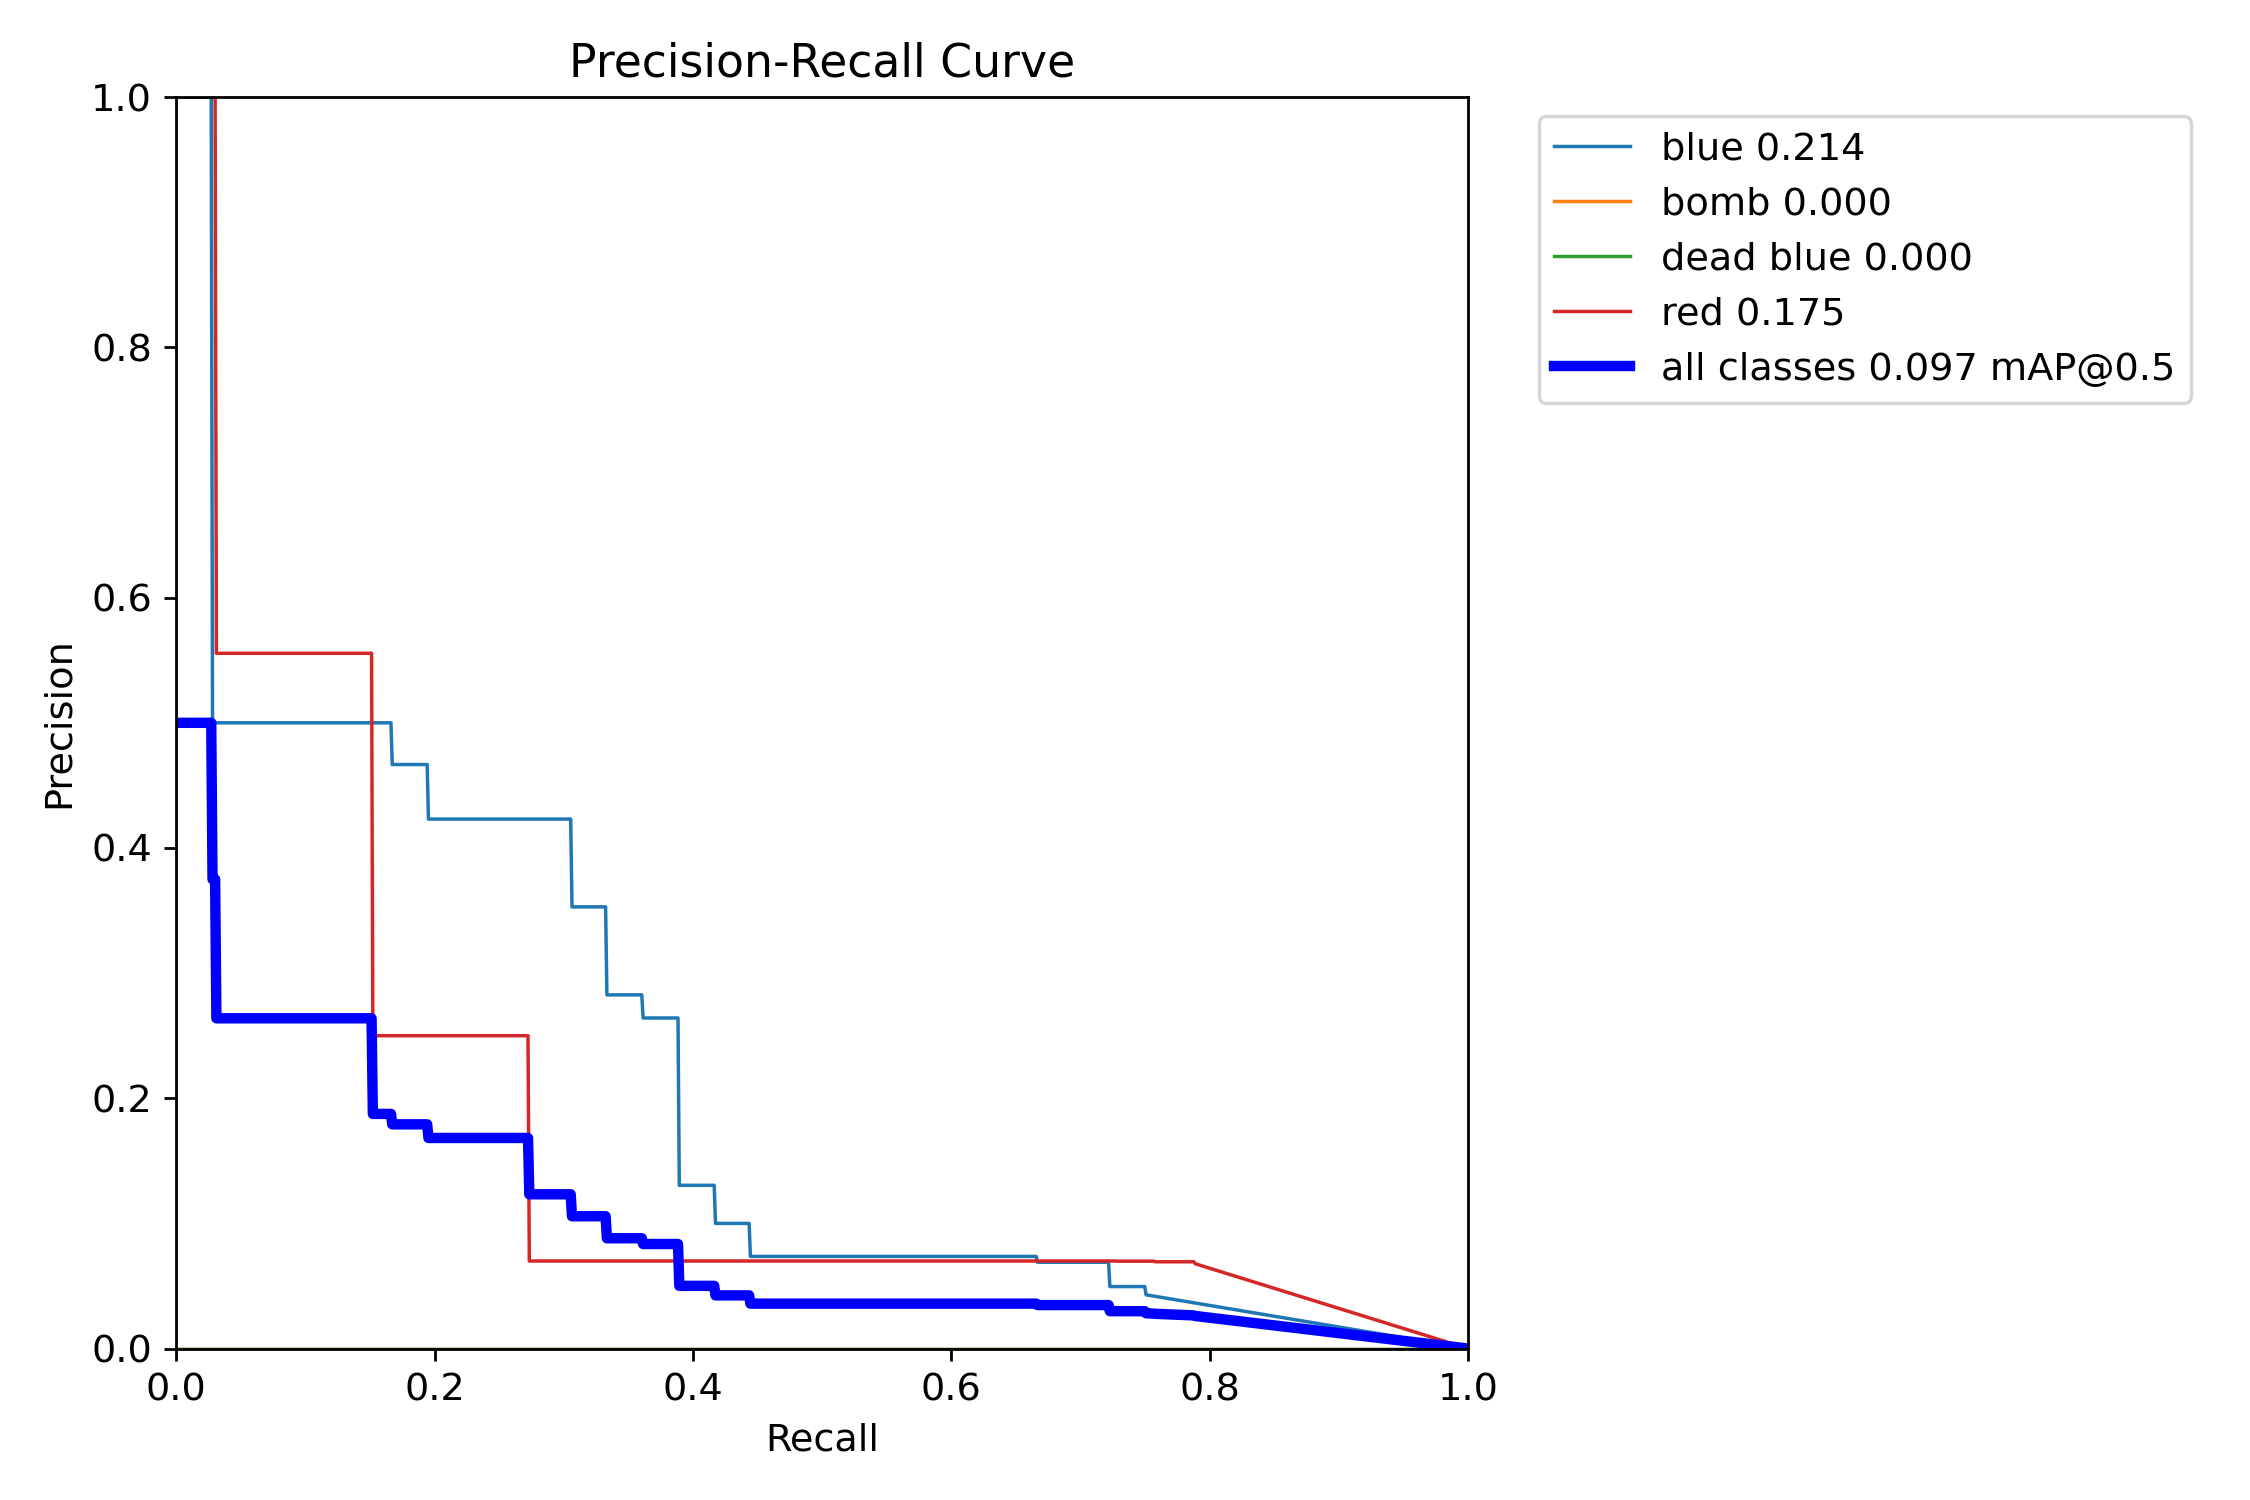 Precision-Recall Curve
1.0
0.8
0.6
0.4
0.2
0.0
Precision
0.0 0.2 0.4 0.6 0.8 1.0
Recall
blue 0.214
bomb 0.000
dead blue 0.000
red 0.175
all classes 0.097 mAP@0.5